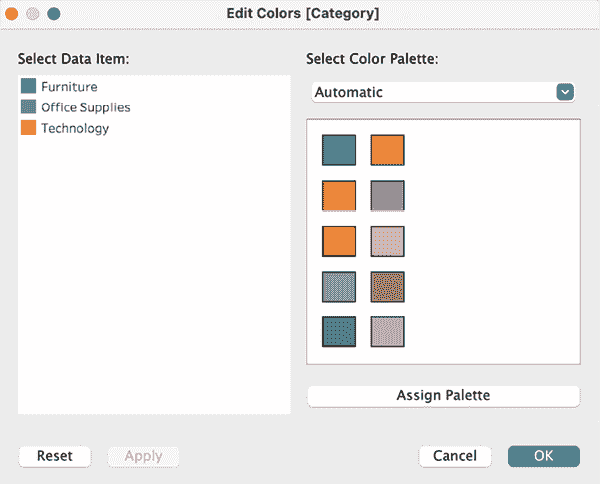 Edit Colors [Category]
Select Data Item:
Furniture
Office Supplies
Technology
Select Color Palette:
Automatic
Assign Palette
Reset
Apply
Cancel
OK